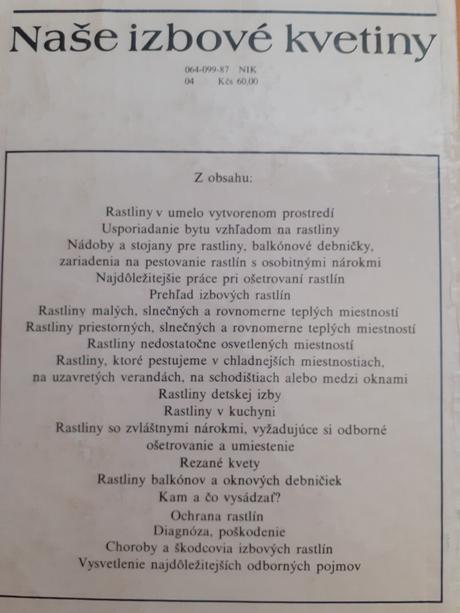 Naše izbové kvetiny
064-099-87 NIK
04 Kčs 60,00
Z obsahu:
Rastliny v umelo vytvorenom prostredí
Usporiadanie bytu vzhľadom na rastliny
Nádoby a stojany pre rastliny, balkónové debničky,
zariadenia na pestovanie rastlín s osobitnými nárokmi
Najdôležitejšie práce pri ošetrovaní rastlín
Prehľad izbových rastlín
Rastliny malých, slnečných a rovnomerne teplých miestností
Rastliny priestorných, slnečných a rovnomerne teplých miestností
Rastliny nedostatočne osvetlených miestností
Rastliny, ktoré pestujeme v chladnejších miestnostiach,
na uzavretých verandách, na schodištiach alebo medzi oknami
Rastliny detskej izby
Rastliny v kuchyni
Rastliny so zvláštnymi nárokmi, vyžadujúce si odborné
ošetrovanie a umiestenie
Rezané kvety
Rastliny balkónov a oknových debničiek
Kam a čo vysádzať?
Ochrana rastlín
Diagnóza, poškodenie
Choroby a škodcovia izbových rastlín
Vysvetlenie najdôležitejších odborných pojmov